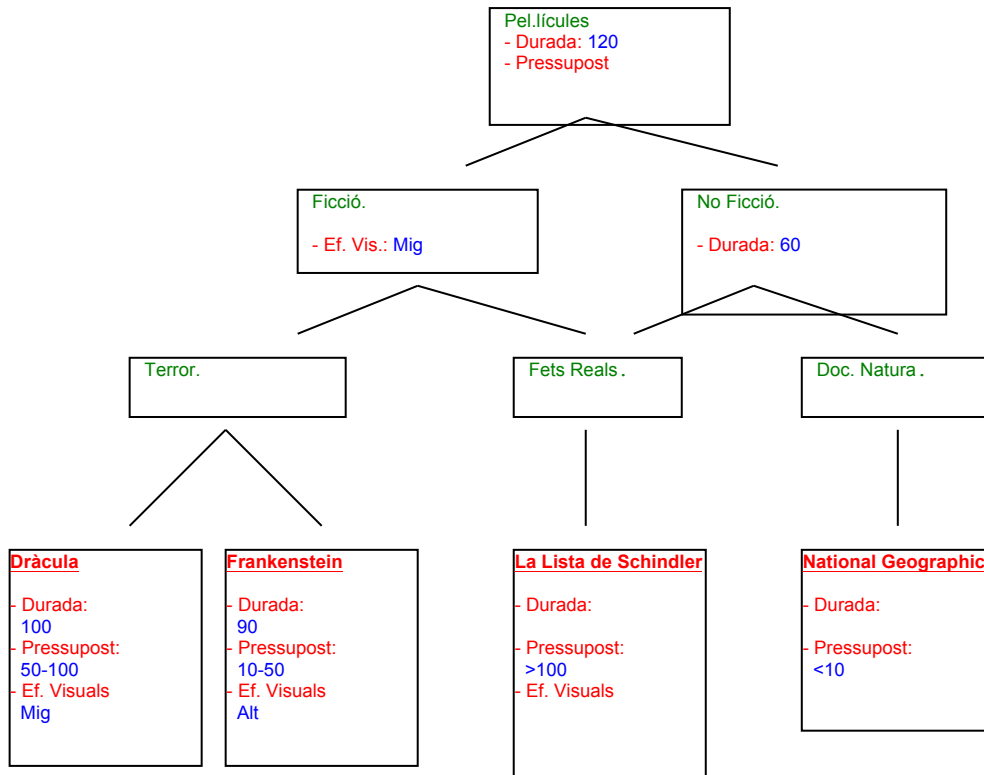 Pel.lícules
- Durada: 120
- Pressupost
Ficció.
- Ef. Vis.: Mig
No Ficció.
- Durada: 60
Terror.
Fets Reals.
Doc. Natura.
Dràcula
- Durada:
100
- Pressupost:
50-100
- Ef. Visuals
Mig
Frankenstein
- Durada:
90
- Pressupost:
10-50
- Ef. Visuals
Alt
La Lista de Schindler
- Durada:
- Pressupost:
>100
- Ef. Visuals
National Geographic
- Durada:
- Pressupost:
<10